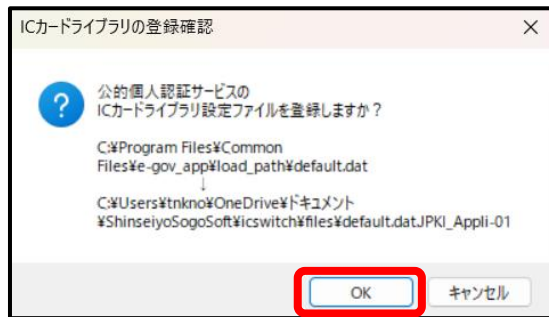 ICカードライブラリの登録確認
公的個人認証サービスの
ICカードライブラリ設定ファイルを登録しますか？
C:¥Program Files¥Common
Files¥e-gov_app¥load_path¥default.dat
↓
C:¥Users¥tnkno¥OneDrive¥ドキュメント
¥ShinseiyoSogoSoft¥icswitch¥files¥default.datJPKI_Appli-01
OK
キャンセル